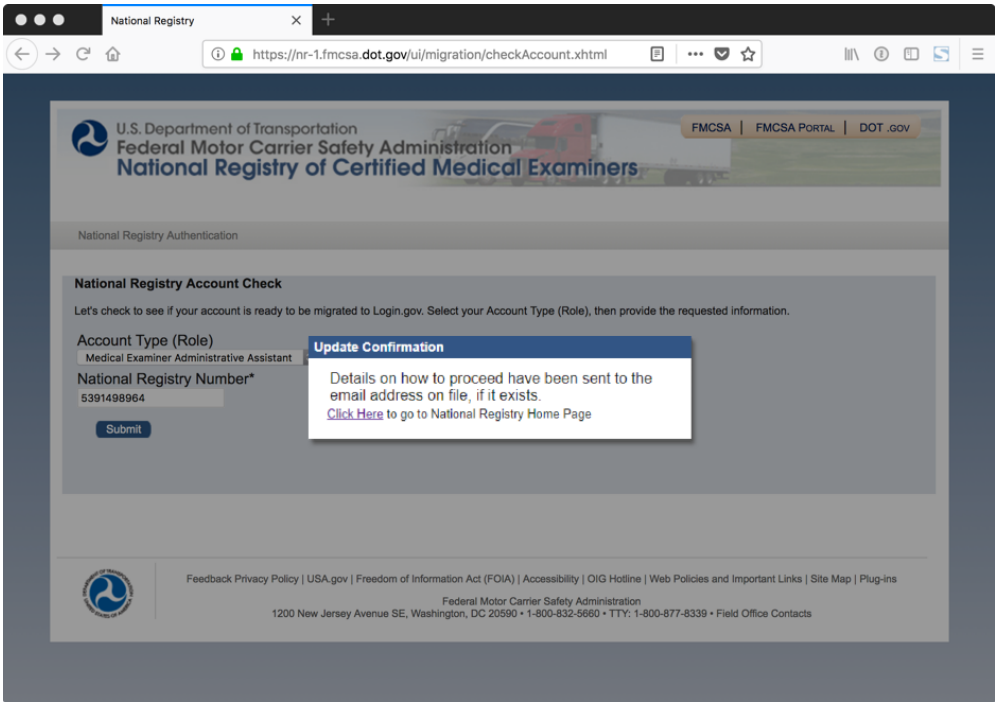 National Registry
https://nr-1.fmcsa.dot.gov/ui/migration/checkAccount.xhtml
U.S. Department of Transportation
Federal Motor Carrier Safety Administration
National Registry of Certified Medical Examiners
FMCSA | FMCSA PORTAL | DOT .GOV
National Registry Authentication
National Registry Account Check
Let's check to see if your account is ready to be migrated to Login.gov. Select your Account Type (Role), then provide the requested information.
Account Type (Role)
Medical Examiner Administrative Assistant
National Registry Number*
5391498964
Submit
Update Confirmation
Details on how to proceed have been sent to the
email address on file, if it exists.
Click Here to go to National Registry Home Page
Feedback Privacy Policy | USA.gov | Freedom of Information Act (FOIA) | Accessibility | OIG Hotline | Web Policies and Important Links | Site Map | Plug-ins
Federal Motor Carrier Safety Administration
1200 New Jersey Avenue SE, Washington, DC 20590 • 1-800-832-5660 • TTY: 1-800-877-8339 • Field Office Contacts